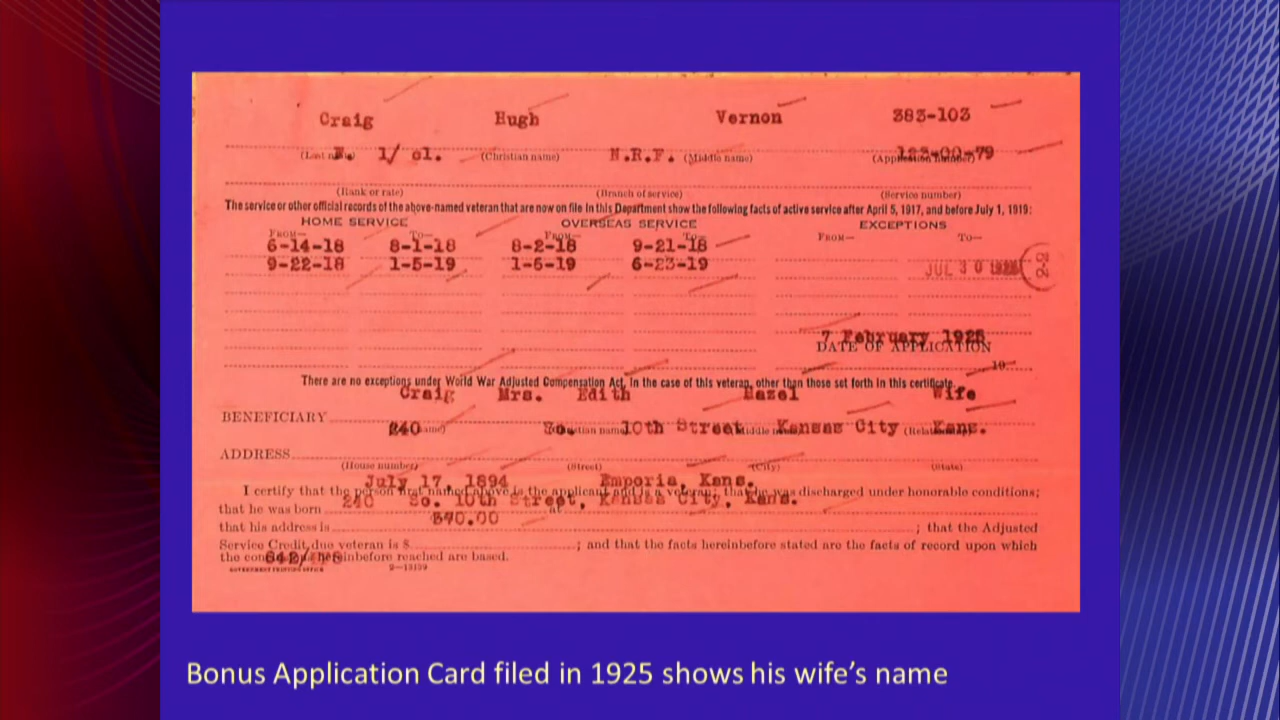 Craig Hugh Vernon 383-103
(Last name) F. 1/ cl. (Christian name) N.R.F. (Middle name) (Application number) -79
(Rank or rate) (Branch of service) (Service number)
The service or other official records of the above-named veteran that are now on file in this Department show the following facts of active service after April 5, 1917, and before July 1, 1919:
HOME SERVICE OVERSEAS SERVICE EXCEPTIONS
FROM— TO— FROM— TO— FROM— TO—
6-14-18 8-1-18 8-2-18 9-21-18
9-22-18 1-5-19 1-6-19 6-23-19 JUL 30 2-2
7 February 1925
DATE OF APPLICATION
19
There are no exceptions under World War Adjusted Compensation Act, in the case of this veteran, other than those set forth in this certificate.
Craig Mrs. Edith Hazel Wife
BENEFICIARY
240 So. 10th Street Kansas City Kans.
ADDRESS
(House number) (Street) (City) (State)
July 17, 1894 Emporia, Kans.
I certify that the person first named above is the applicant and is a veteran; that he was discharged under honorable conditions;
240 So. 10th Street, Kansas City, Kans.
that he was born at
570.00
that his address is ; that the Adjusted
Service Credit due veteran is $ ; and that the facts hereinbefore stated are the facts of record upon which
the hereinbefore reached are based.
GOVERNMENT PRINTING OFFICE
Bonus Application Card filed in 1925 shows his wife's name